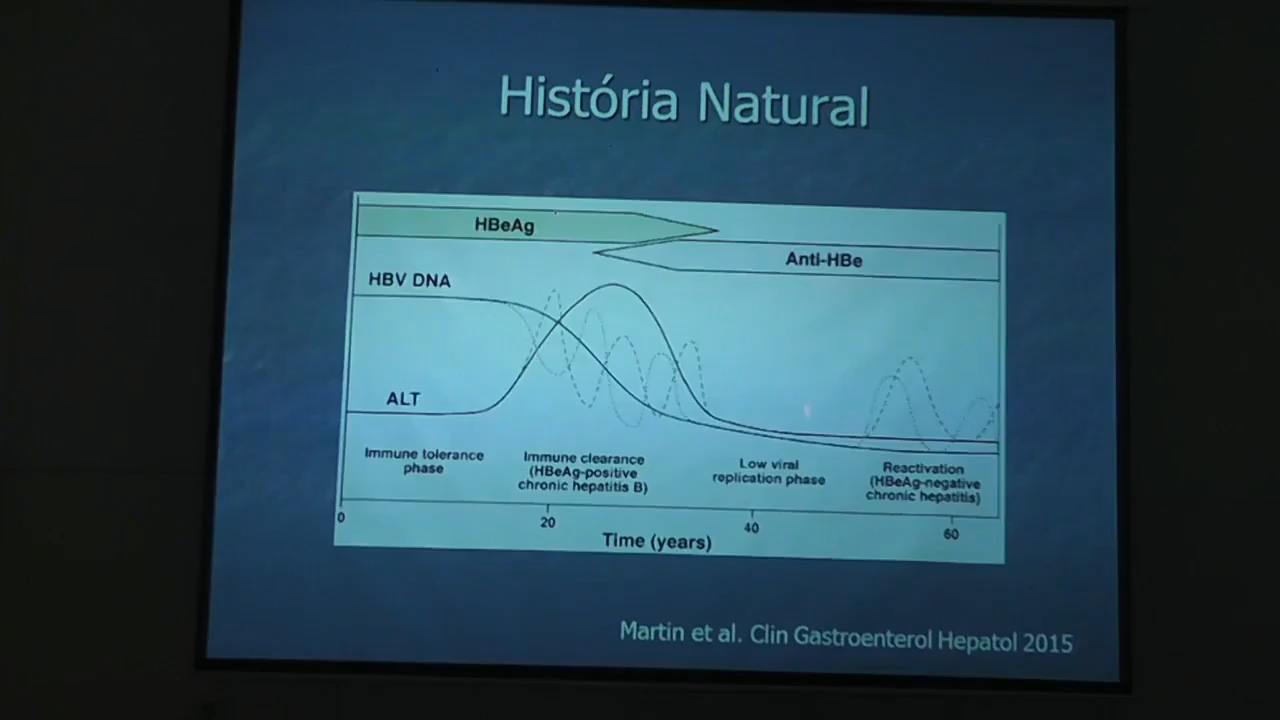 História Natural
HBeAg
Anti-HBe
HBV DNA
ALT
Immune tolerance
phase
Immune clearance
(HBeAg-positive
chronic hepatitis B)
Low viral
replication phase
Reactivation
(HBeAg-negative
chronic hepatitis)
0
20
40
60
Time (years)
Martin et al. Clin Gastroenterol Hepatol 2015